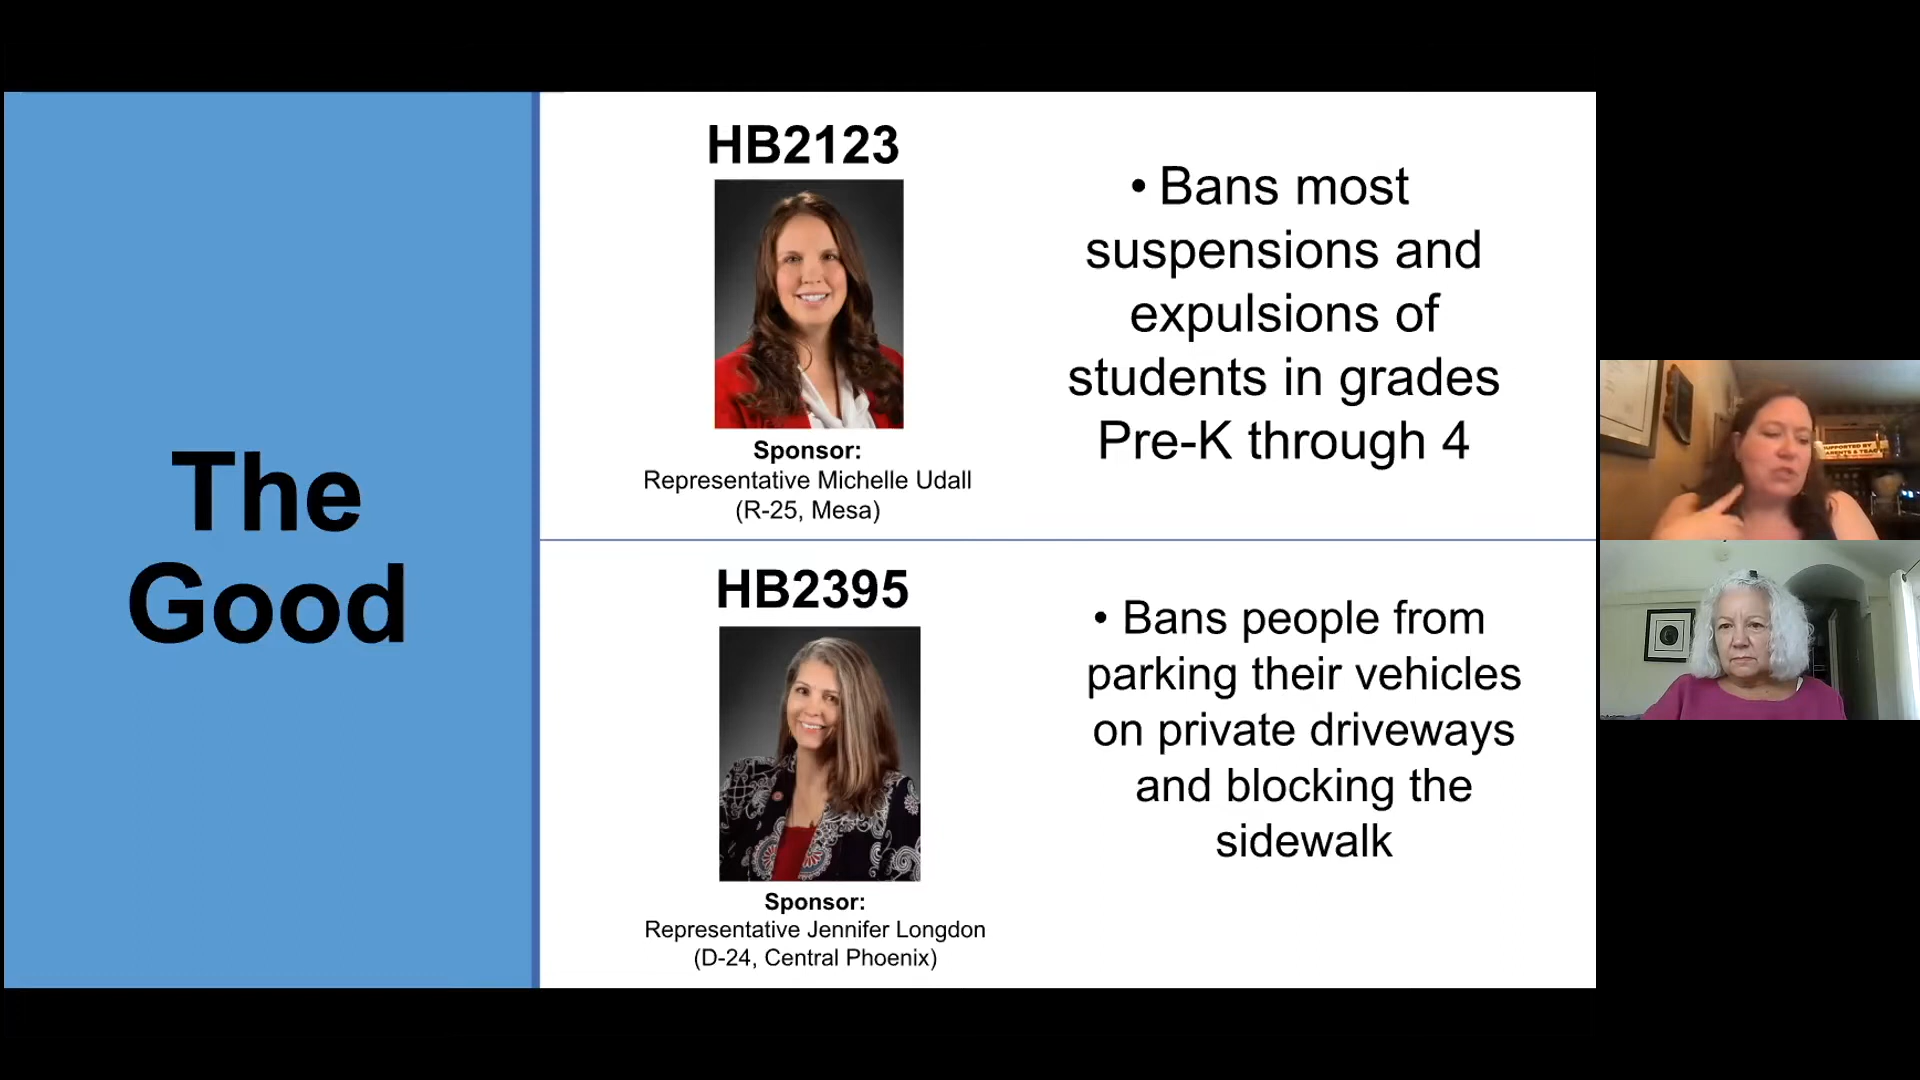 The
Good
HB2123
Sponsor:
Representative Michelle Udall
(R-25, Mesa)
• Bans most
suspensions and
expulsions of
students in grades
Pre-K through 4
HB2395
Sponsor:
Representative Jennifer Longdon
(D-24, Central Phoenix)
• Bans people from
parking their vehicles
on private driveways
and blocking the
sidewalk
SUPPORTED BY